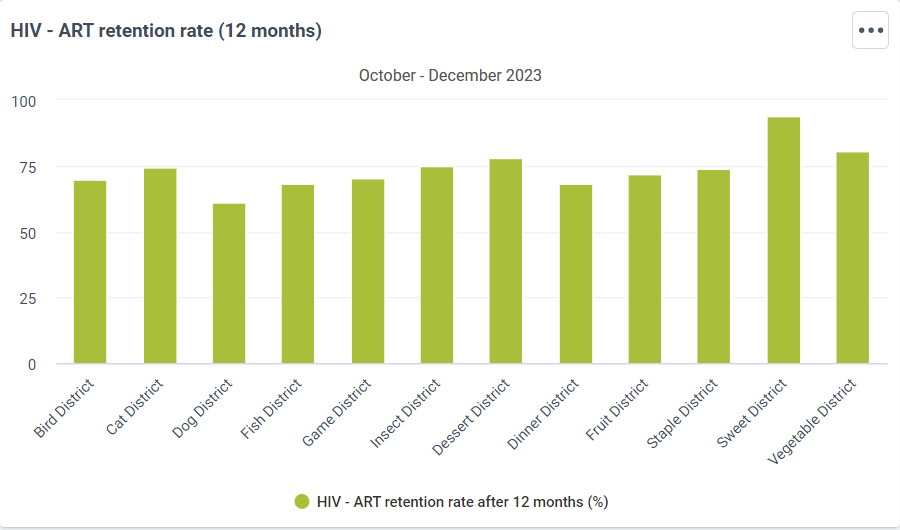 HIV - ART retention rate (12 months)
October - December 2023
100
75
50
25
0
Bird District
Cat District
Dog District
Fish District
Game District
Insect District
Dessert District
Dinner District
Fruit District
Staple District
Sweet District
Vegetable District
HIV - ART retention rate after 12 months (%)